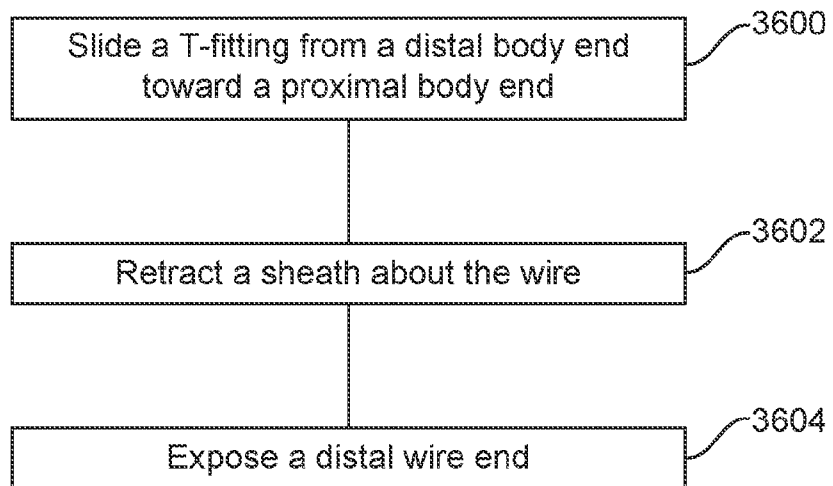 Slide a T-fitting from a distal body end
toward a proximal body end
3600
Retract a sheath about the wire
3602
Expose a distal wire end
3604